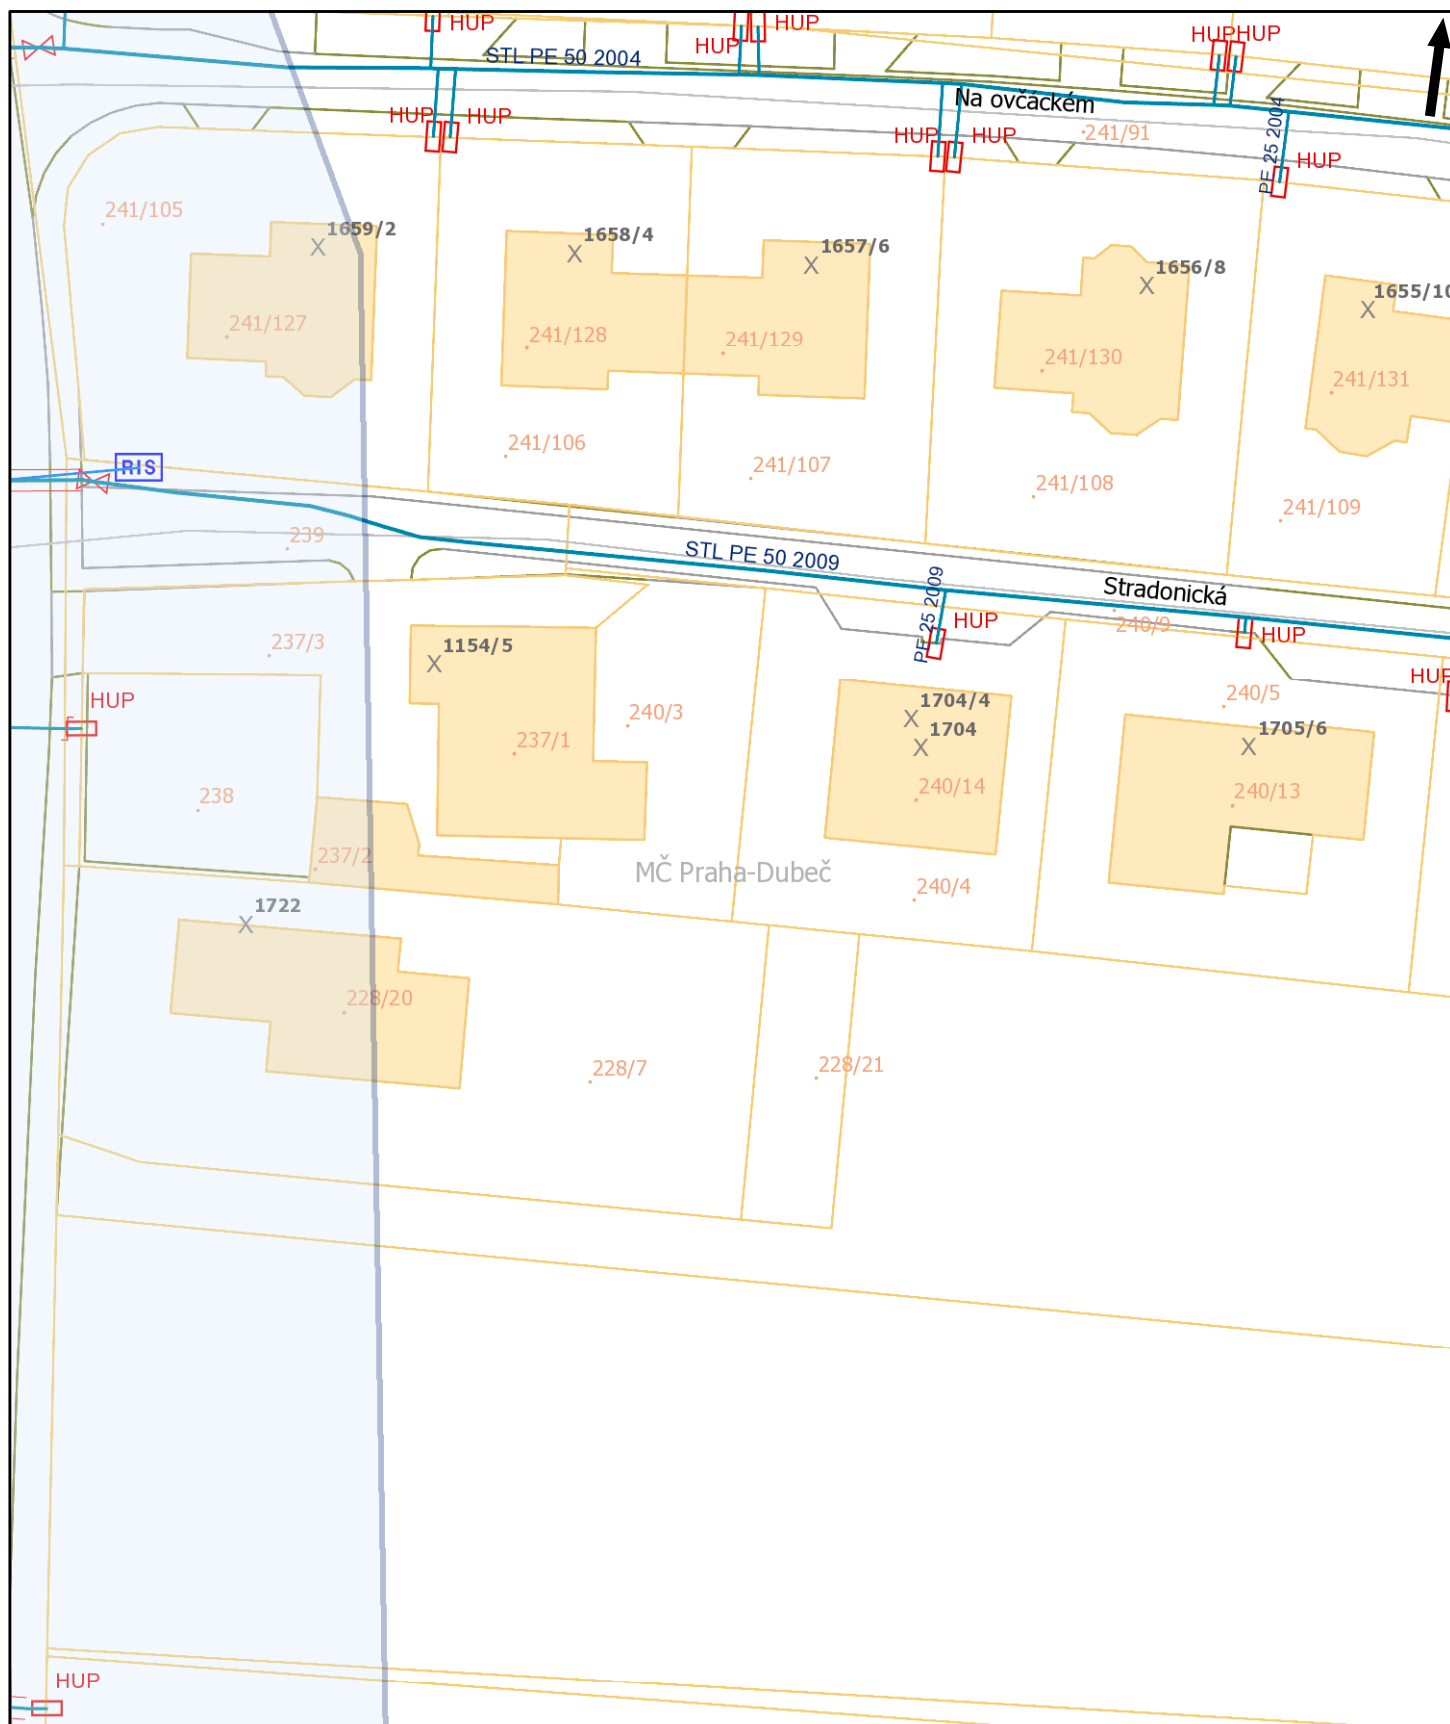 HUP
HUP
HUP
HUP
HUP
STL PE 50 2004
Na ovčáckém
HUP
HUP
HUP
HUP
241/91
PE 25 2004
HUP
241/105
1659/2
1658/4
1657/6
1656/8
1655/10
241/127
241/128
241/129
241/130
241/131
241/106
241/107
241/108
241/109
RIS
239
STL PE 50 2009
Stradonická
PE 25 2009
HUP
240/9
HUP
237/3
1154/5
HUP
HUP
240/3
1704/4
1704
240/5
1705/6
237/1
238
240/14
240/13
237/2
MČ Praha-Dubeč
240/4
1722
228/20
228/7
228/21
HUP